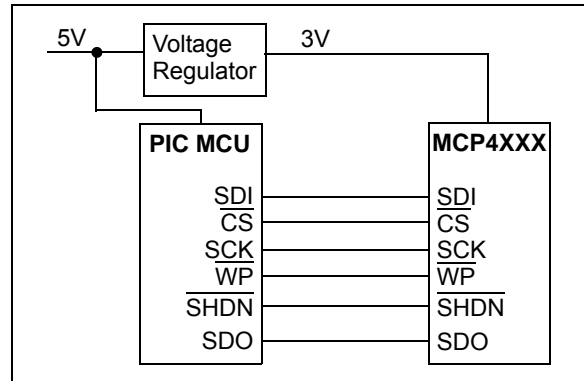 5V
Voltage
Regulator
3V
PIC MCU
MCP4XXX
SDI
SDI
CS
CS
SCK
SCK
WP
WP
SHDN
SHDN
SDO
SDO